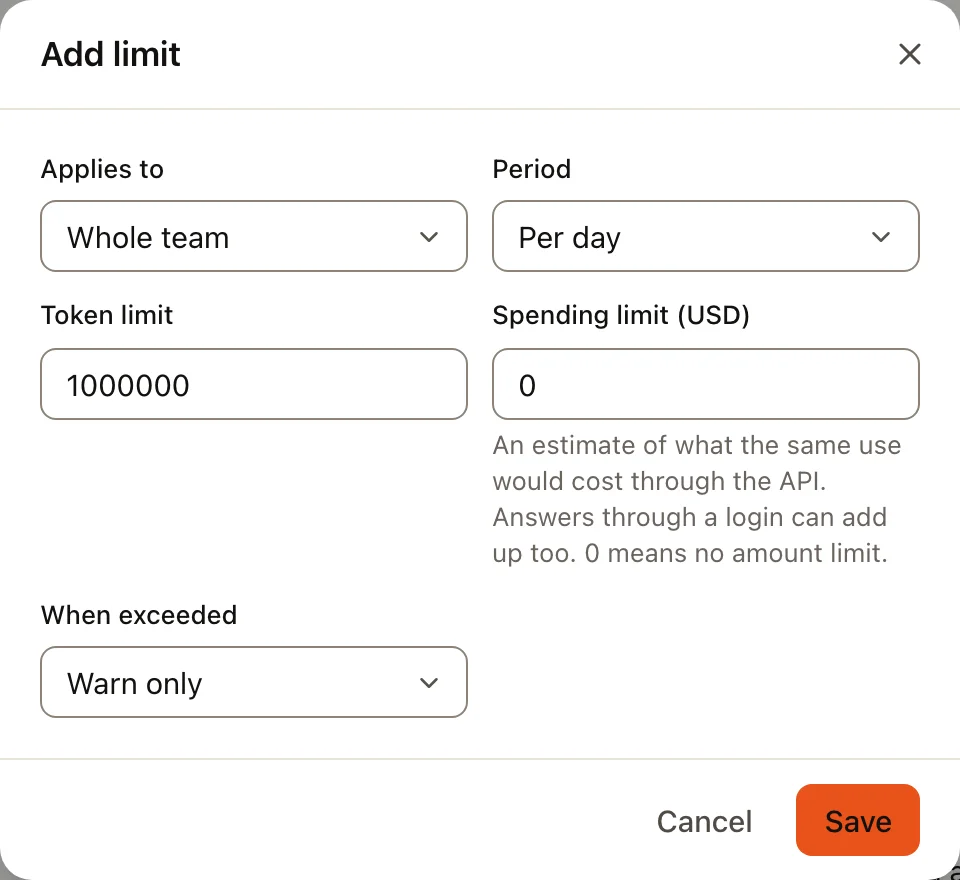 Add limit
Applies to
Period
Whole team
Per day
Token limit
Spending limit (USD)
1000000
0
An estimate of what the same use
would cost through the API.
Answers through a login can add
up too. 0 means no amount limit.
When exceeded
Warn only
Cancel
Save